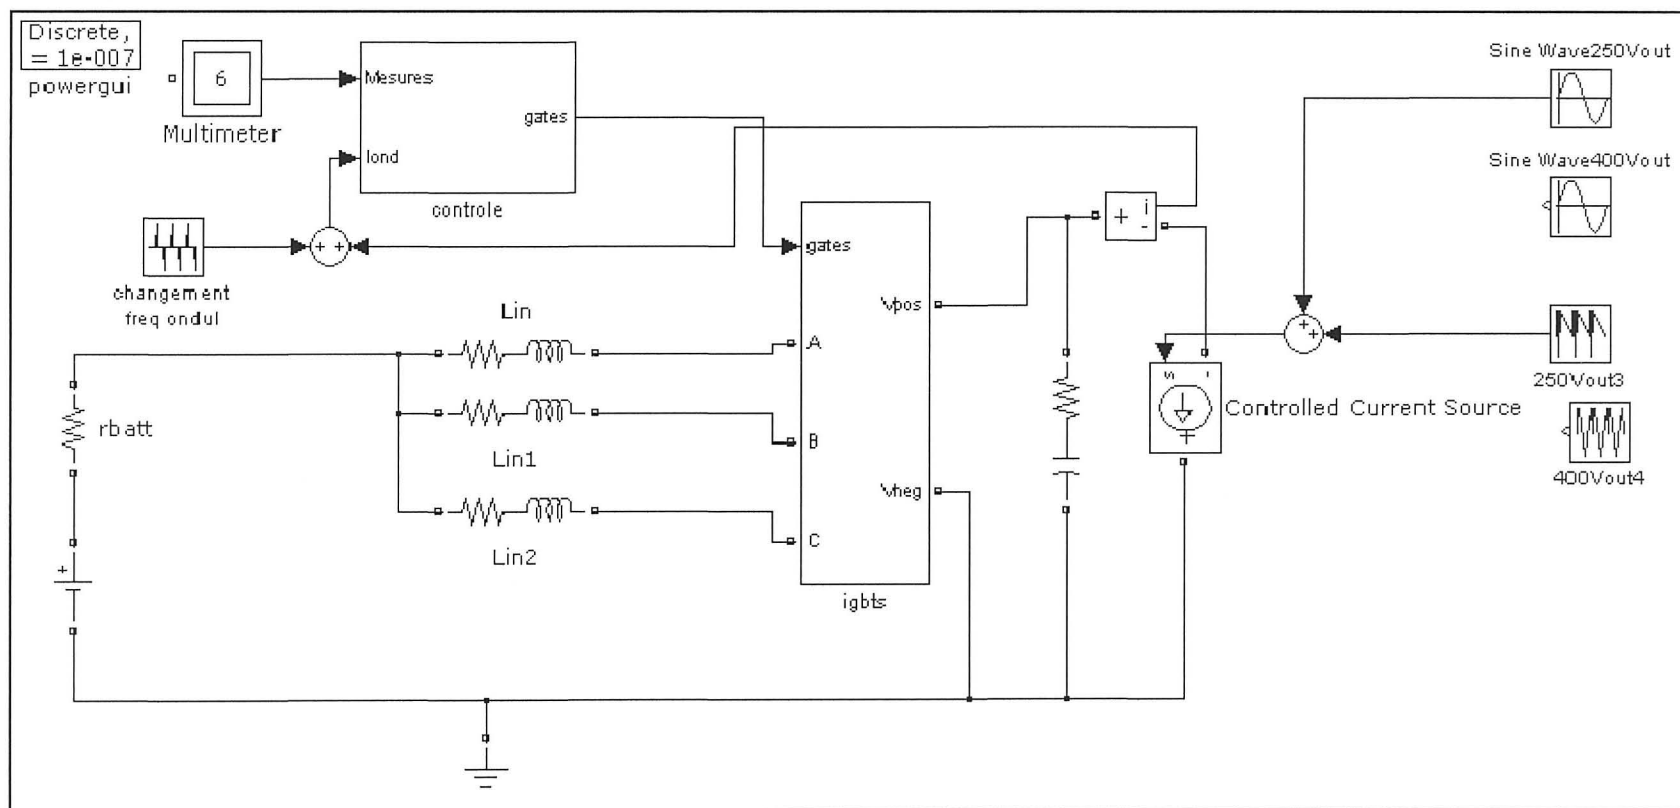 Discrete,
= 1e-007
powergui
6
Multimeter
Mesures
gates
Iond
controle
changement
freq ondul
Lin
Lin1
Lin2
rbatt
+
gates
Vpos
A
B
Vneg
C
igbts
+
i
-
+ +
Sine Wave250Vout
Sine Wave400Vout
+
+
250Vout3
400Vout4
s
-
+
Controlled Current Source